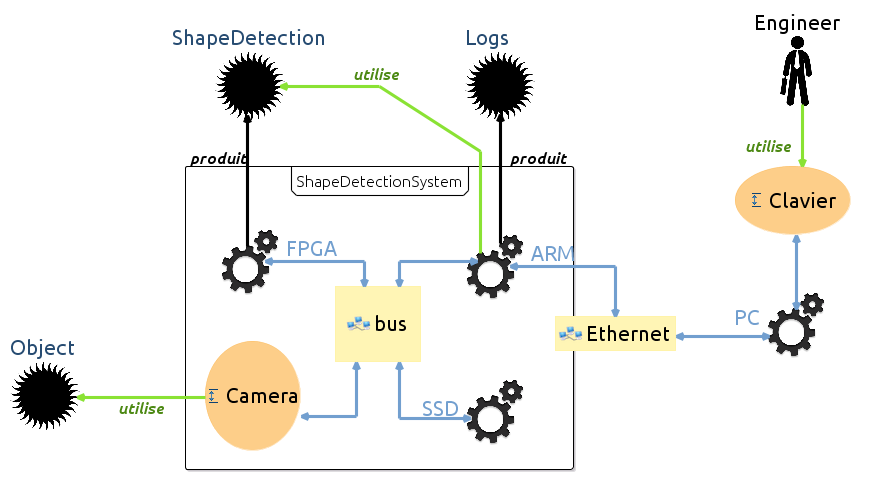 Engineer
ShapeDetection
Logs
utilise
utilise
produit
produit
ShapeDetectionSystem
Clavier
FPGA
ARM
bus
Ethernet
PC
Object
Camera
utilise
SSD